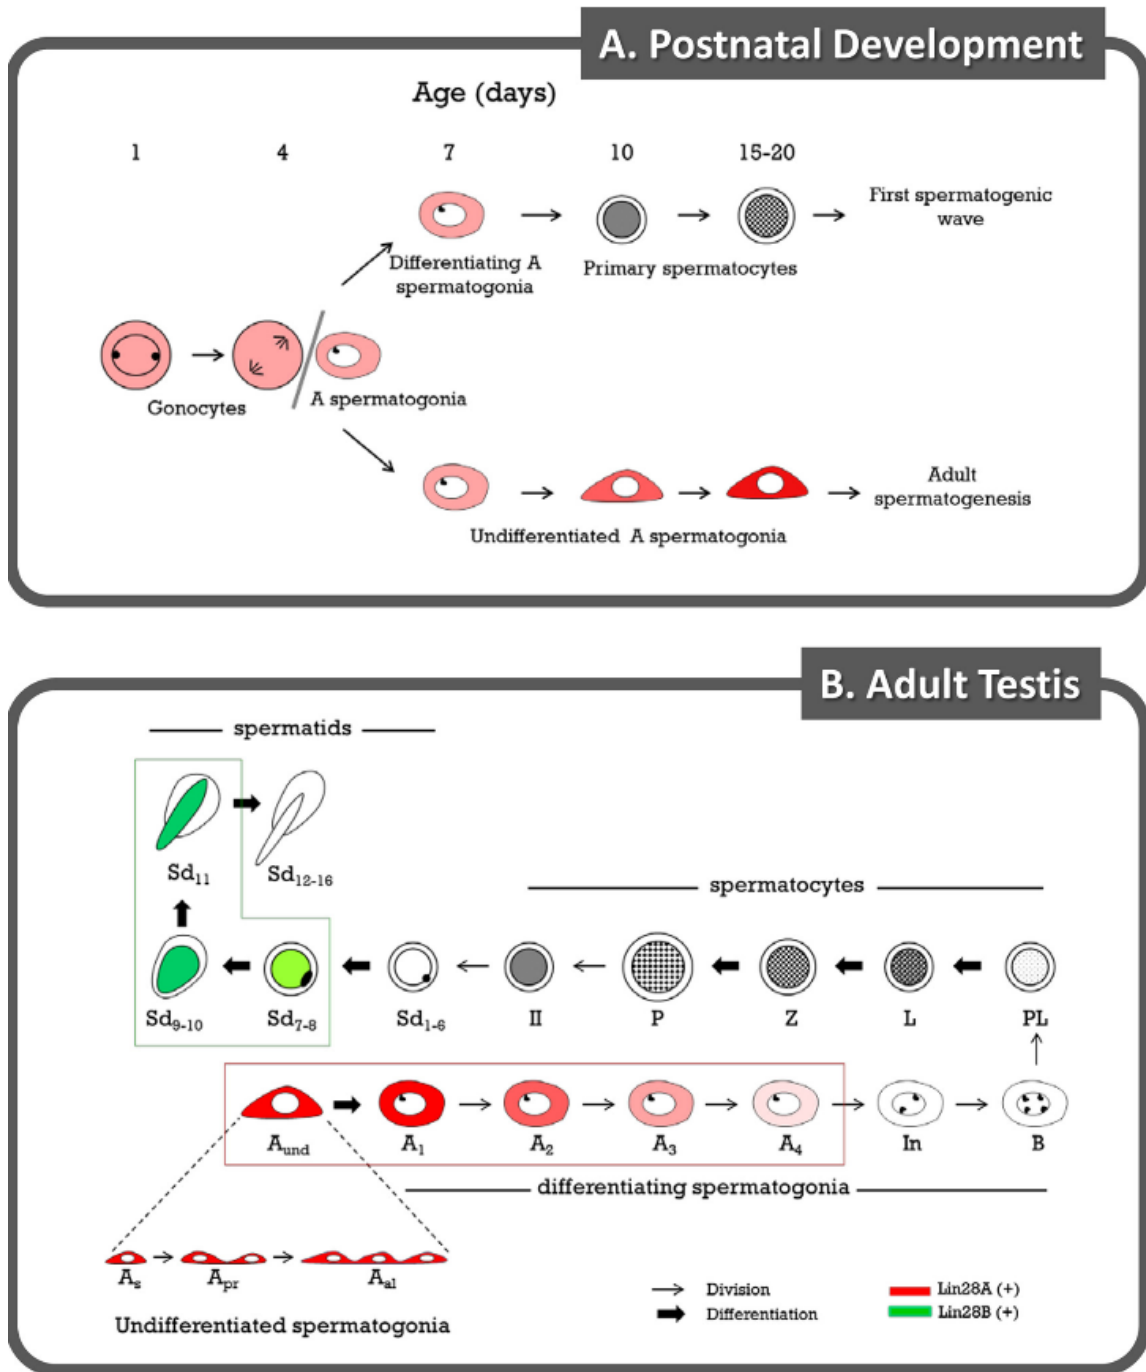 A. Postnatal Development
Age (days)
1 4 7 10 15-20
First spermatogenic
wave
Differentiating A
spermatogonia
Primary spermatocytes
Gonocytes
A spermatogonia
Adult
spermatogenesis
Undifferentiated A spermatogonia
B. Adult Testis
spermatids
Sd11 Sd12-16
spermatocytes
Sd9-10 Sd7-8 Sd1-6 II P Z L PL
Aund A1 A2 A3 A4 In B
differentiating spermatogonia
As Apr Aal
Undifferentiated spermatogonia
Division
Differentiation
Lin28A (+)
Lin28B (+)